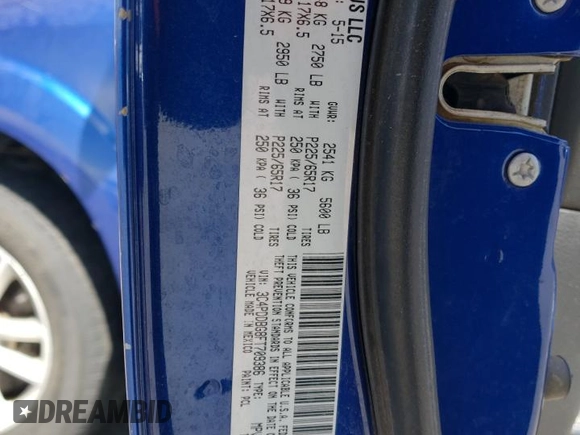 US LLC
5-15
GVWR: 2541 KG 5600 LB
8 KG 2750 LB WITH P225/65R17 TIRES
17X6.5 RIMS AT 250 KPA ( 36 PSI) COLD
9 KG 2950 LB WITH P225/65R17 TIRES
17X6.5 RIMS AT 250 KPA ( 36 PSI) COLD
THIS VEHICLE CONFORMS TO ALL APPLICABLE U.S.A. FED
THEFT PREVENTION STANDARDS IN EFFECT ON THE DATE O
VIN: 3C4PDDBG8FT709386 TYPE: MPV
VEHICLE MADE IN MEXICO PAINT: PCL
DREAMBID